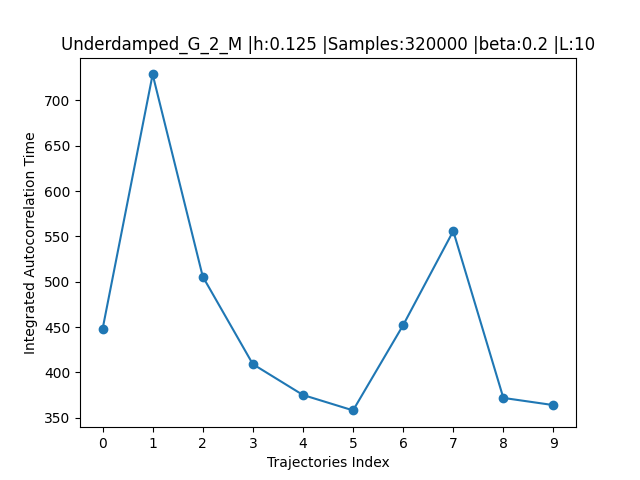 Underdamped_G_2_M |h:0.125 |Samples:320000 |beta:0.2 |L:10
Integrated Autocorrelation Time
700
650
600
550
500
450
400
350
0 1 2 3 4 5 6 7 8 9
Trajectories Index